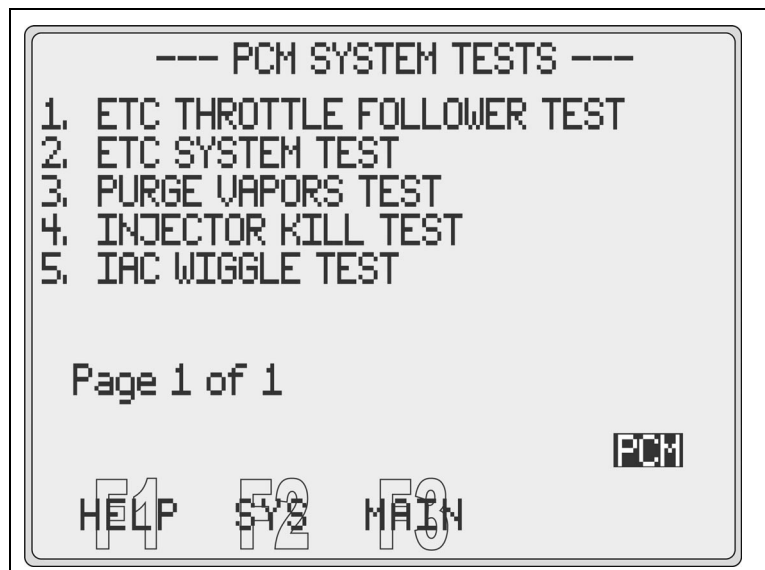 --- PCM SYSTEM TESTS ---
1. ETC THROTTLE FOLLOWER TEST
2. ETC SYSTEM TEST
3. PURGE VAPORS TEST
4. INJECTOR KILL TEST
5. IAC WIGGLE TEST
Page 1 of 1
PCM
F1 F2 F3
HELP SYS MAIN